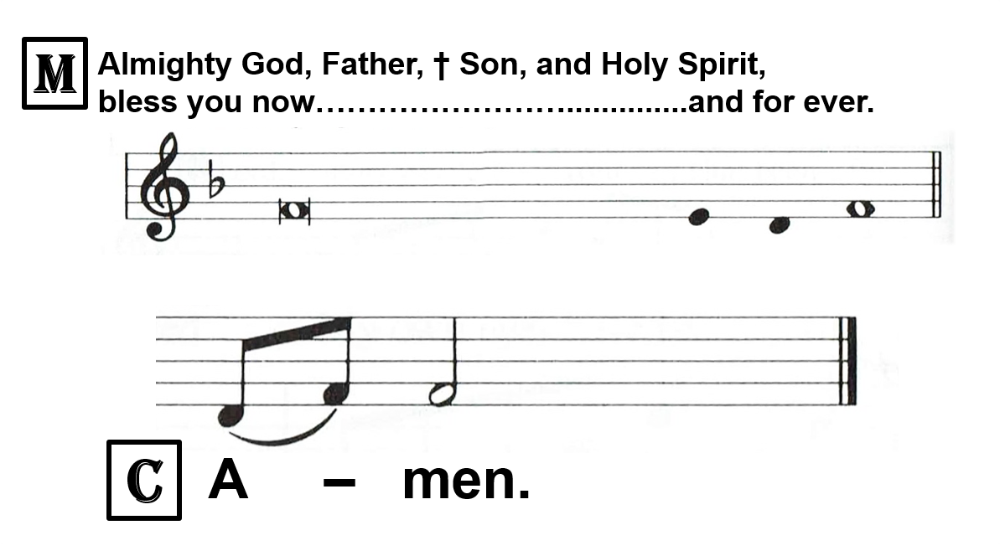 M Almighty God, Father, † Son, and Holy Spirit,
bless you now……………………..............and for ever.
C A – men.